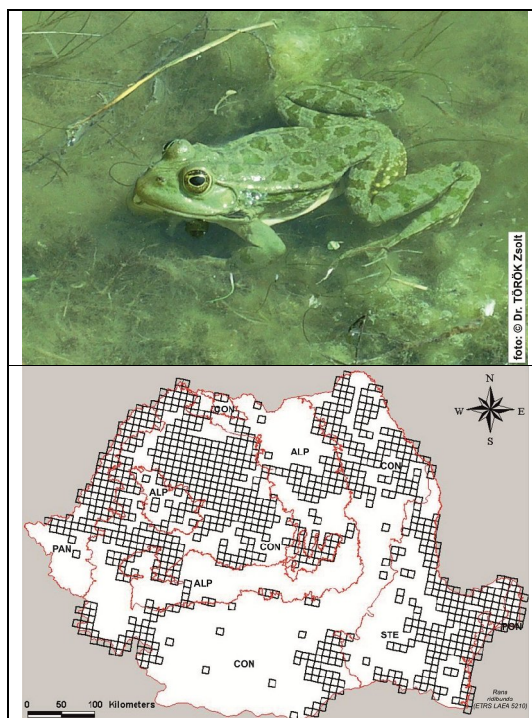 foto: © Dr. TÖRÖK Zsolt
N
W E
S
CON
ALP
CON
ALP
CON
PAN
ALP
STE
PON
CON
Rana
ridibunda
(ETRS LAEA 5210)
0 50 100 Kilometers